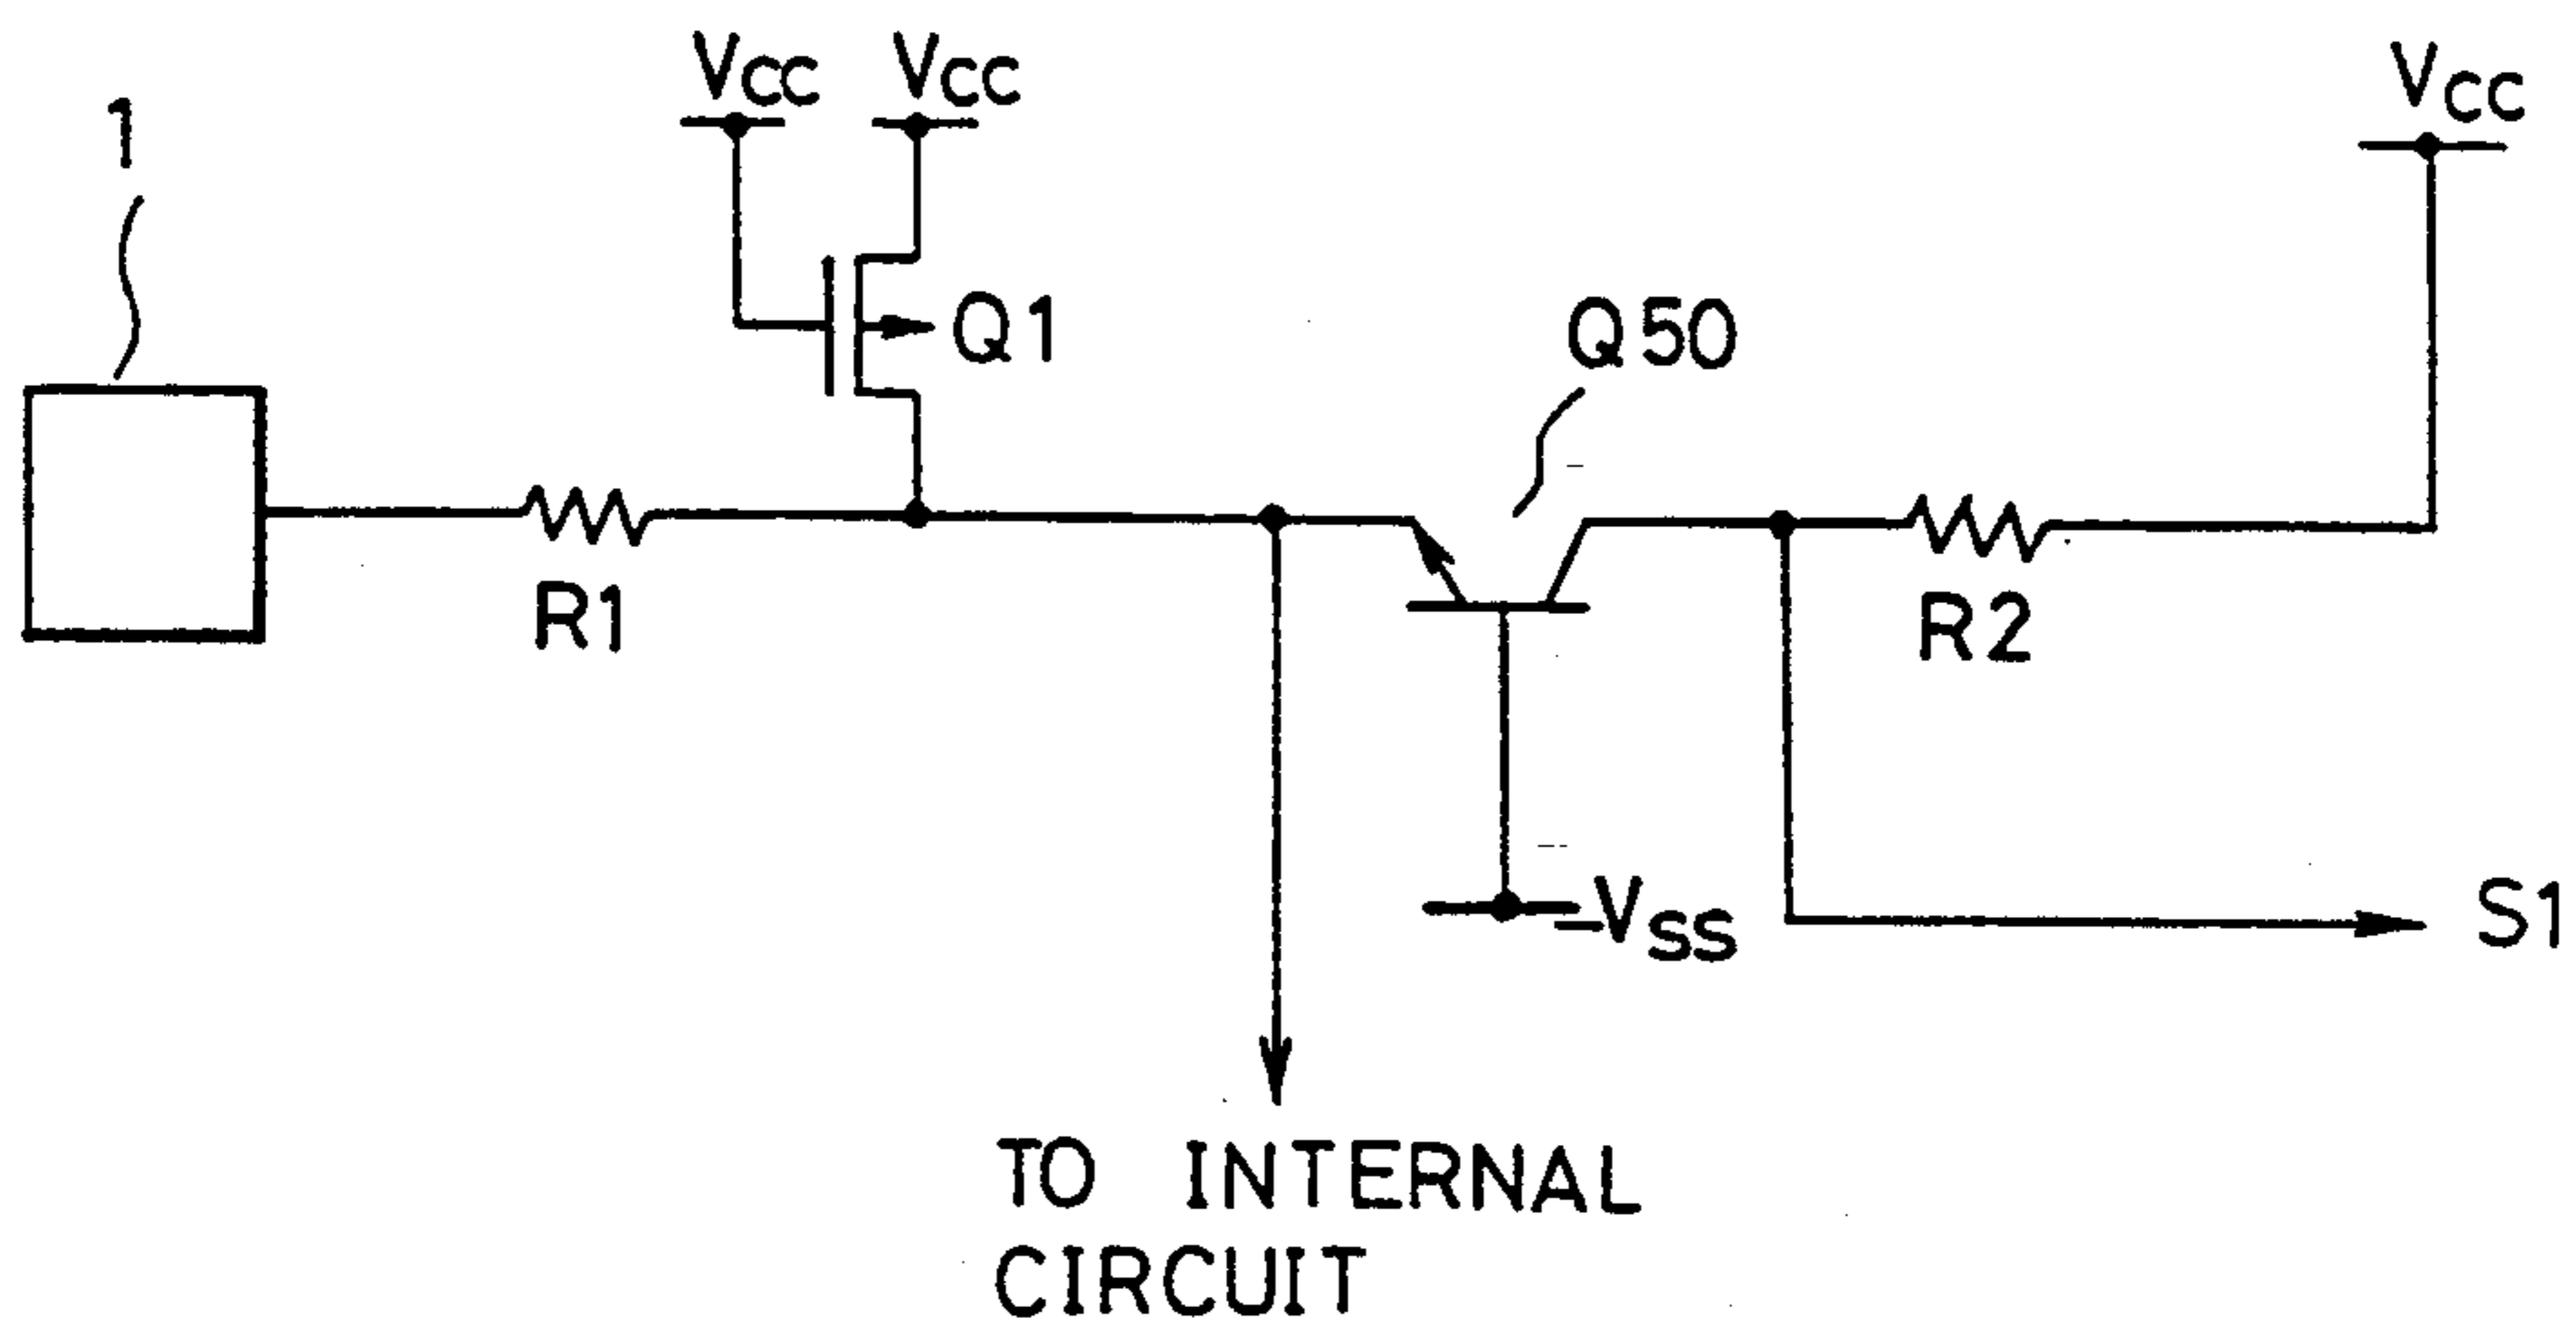 Vcc
Vcc
Vcc
1
Q1
Q50
R1
R2
-Vss
S1
TO INTERNAL
CIRCUIT